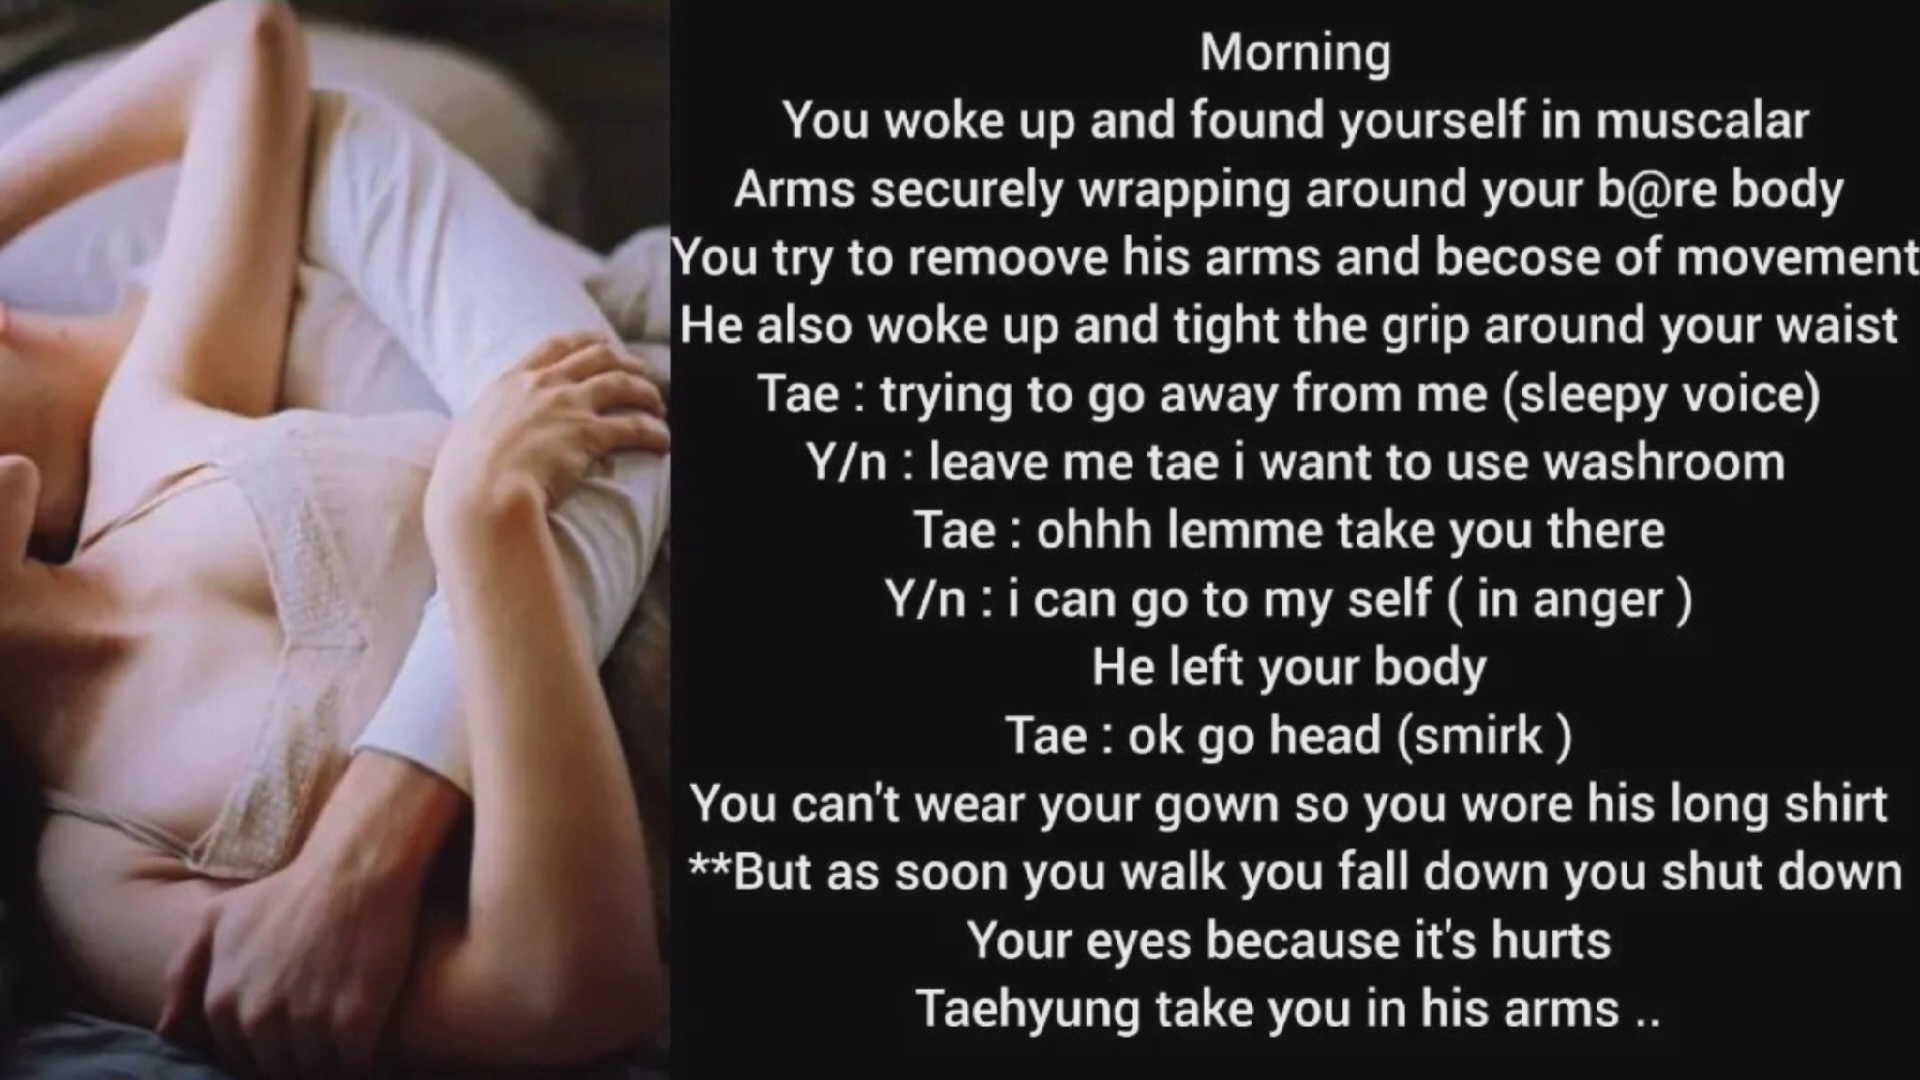 Morning
You woke up and found yourself in muscalar
Arms securely wrapping around your b@re body
You try to remoove his arms and becose of movement
He also woke up and tight the grip around your waist
Tae : trying to go away from me (sleepy voice)
Y/n : leave me tae i want to use washroom
Tae : ohhh lemme take you there
Y/n : i can go to my self ( in anger )
He left your body
Tae : ok go head (smirk )
You can't wear your gown so you wore his long shirt
**But as soon you walk you fall down you shut down
Your eyes because it's hurts
Taehyung take you in his arms ..